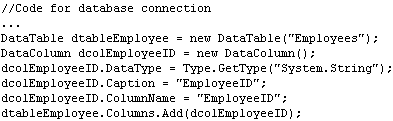 //Code for database connection
...
DataTable dtableEmployee = new DataTable("Employees");
DataColumn dcolEmployeeID = new DataColumn();
dcolEmployeeID.DataType = Type.GetType("System.String");
dcolEmployeeID.Caption = "EmployeeID";
dcolEmployeeID.ColumnName = "EmployeeID";
dtableEmployee.Columns.Add(dcolEmployeeID);